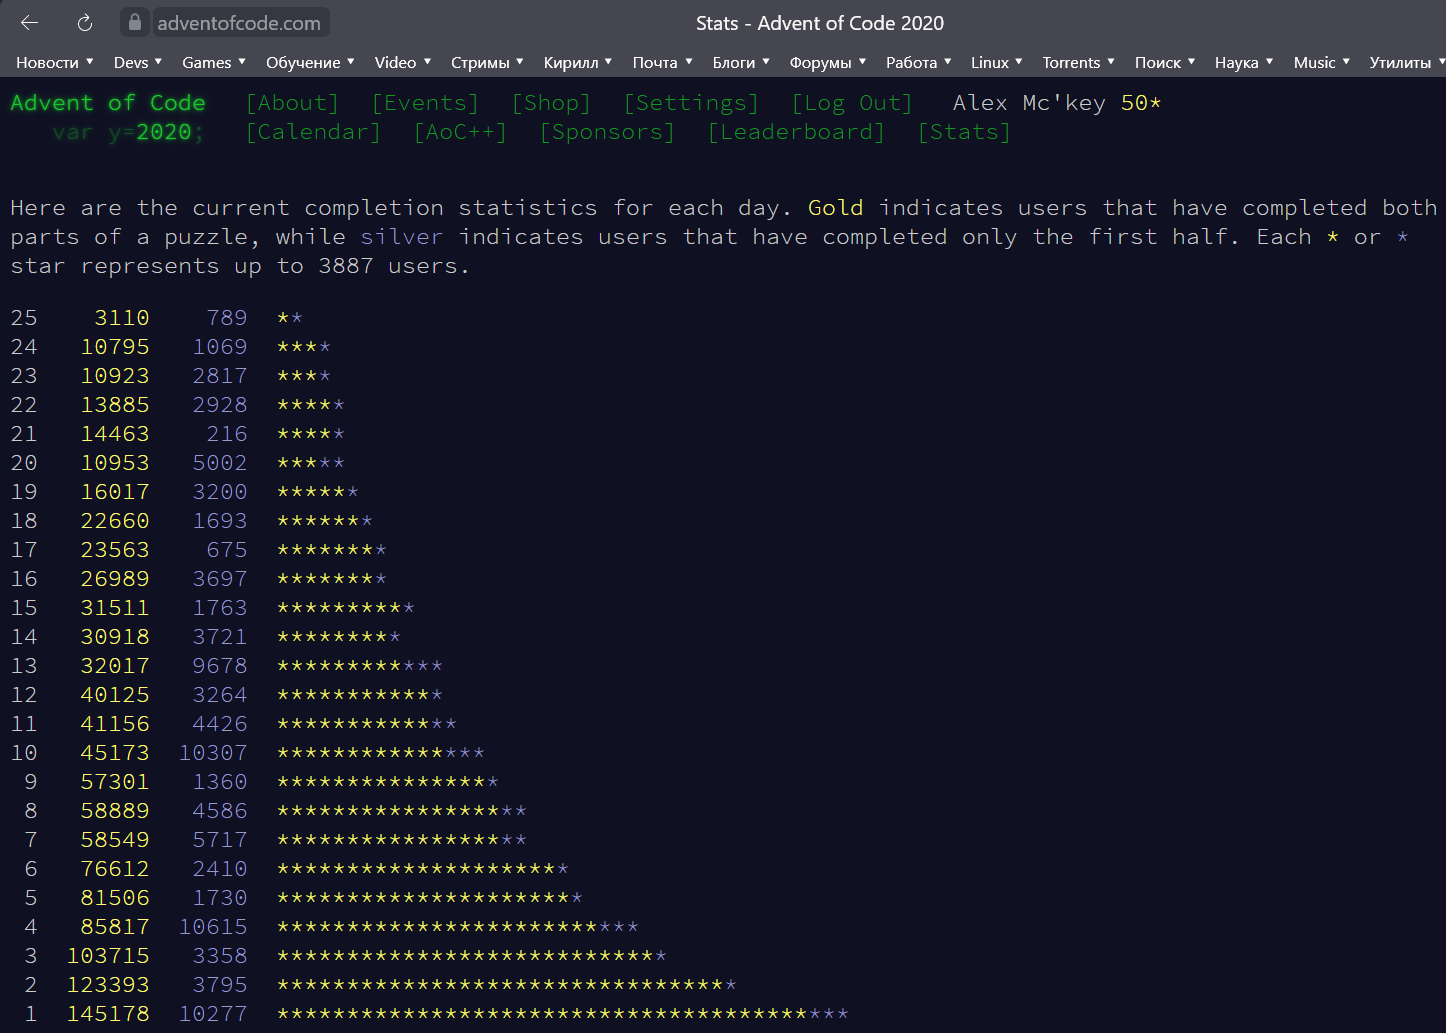 adventofcode.com Stats - Advent of Code 2020
Новости ▼ Devs ▼ Games ▼ Обучение ▼ Video ▼ Стримы ▼ Кирилл ▼ Почта ▼ Блоги ▼ Форумы ▼ Работа ▼ Linux ▼ Torrents ▼ Поиск ▼ Наука ▼ Music ▼ Утилиты ▼
Advent of Code [About] [Events] [Shop] [Settings] [Log Out] Alex Mc'key 50*
var y=2020; [Calendar] [AoC++] [Sponsors] [Leaderboard] [Stats]
Here are the current completion statistics for each day. Gold indicates users that have completed both
parts of a puzzle, while silver indicates users that have completed only the first half. Each * or *
star represents up to 3887 users.
25 3110 789 **
24 10795 1069 ****
23 10923 2817 ****
22 13885 2928 *****
21 14463 216 *****
20 10953 5002 *****
19 16017 3200 ******
18 22660 1693 *******
17 23563 675 ********
16 26989 3697 ********
15 31511 1763 **********
14 30918 3721 *********
13 32017 9678 ************
12 40125 3264 ************
11 41156 4426 *************
10 45173 10307 ***************
9 57301 1360 ****************
8 58889 4586 ******************
7 58549 5717 ******************
6 76612 2410 *********************
5 81506 1730 **********************
4 85817 10615 **************************
3 103715 3358 ****************************
2 123393 3795 *********************************
1 145178 10277 *****************************************